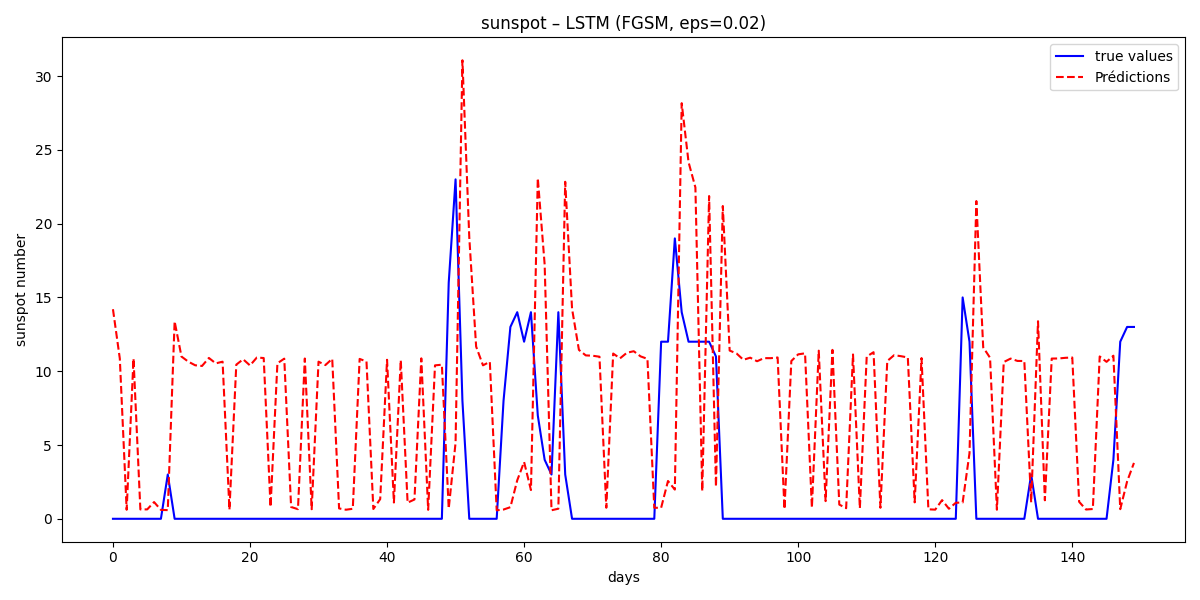 sunspot – LSTM (FGSM, eps=0.02)
true values
Prédictions
sunspot number
30
25
20
15
10
5
0
0 20 40 60 80 100 120 140
days